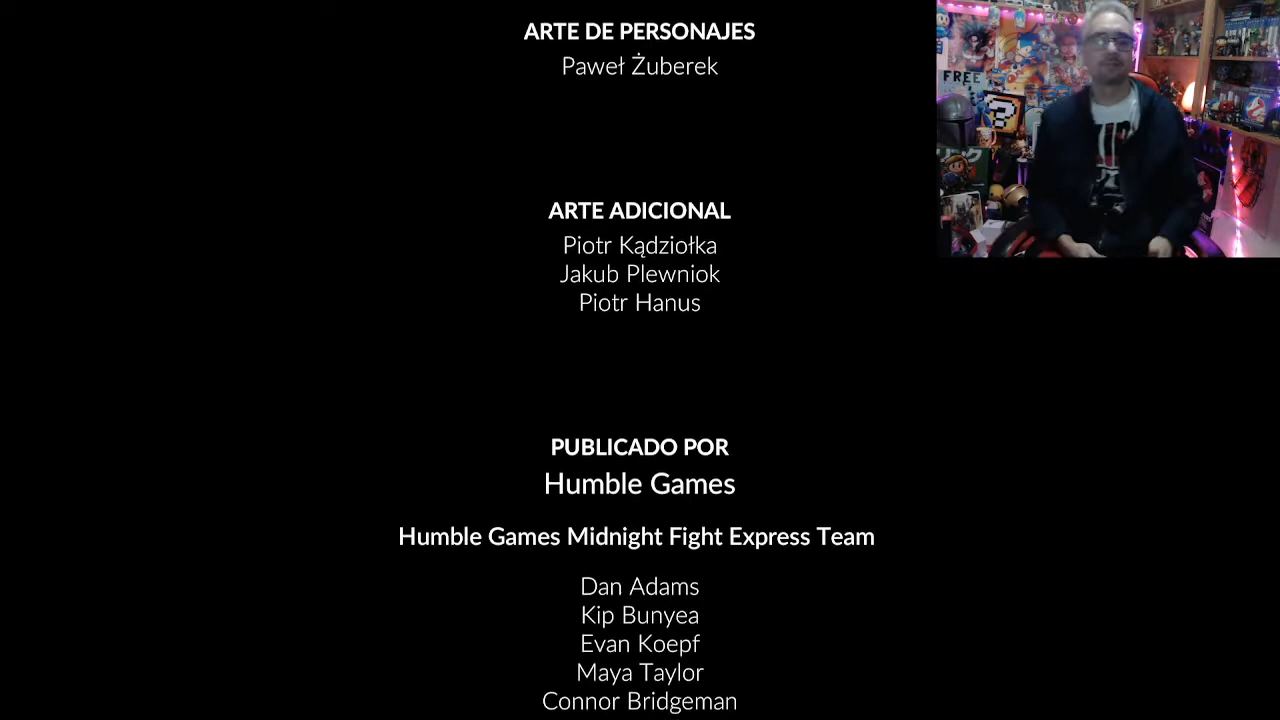 ARTE DE PERSONAJES
Paweł Żuberek
ARTE ADICIONAL
Piotr Kądziołka
Jakub Plewniok
Piotr Hanus
PUBLICADO POR
Humble Games
Humble Games Midnight Fight Express Team
Dan Adams
Kip Bunyea
Evan Koepf
Maya Taylor
Connor Bridgeman
FREE
?